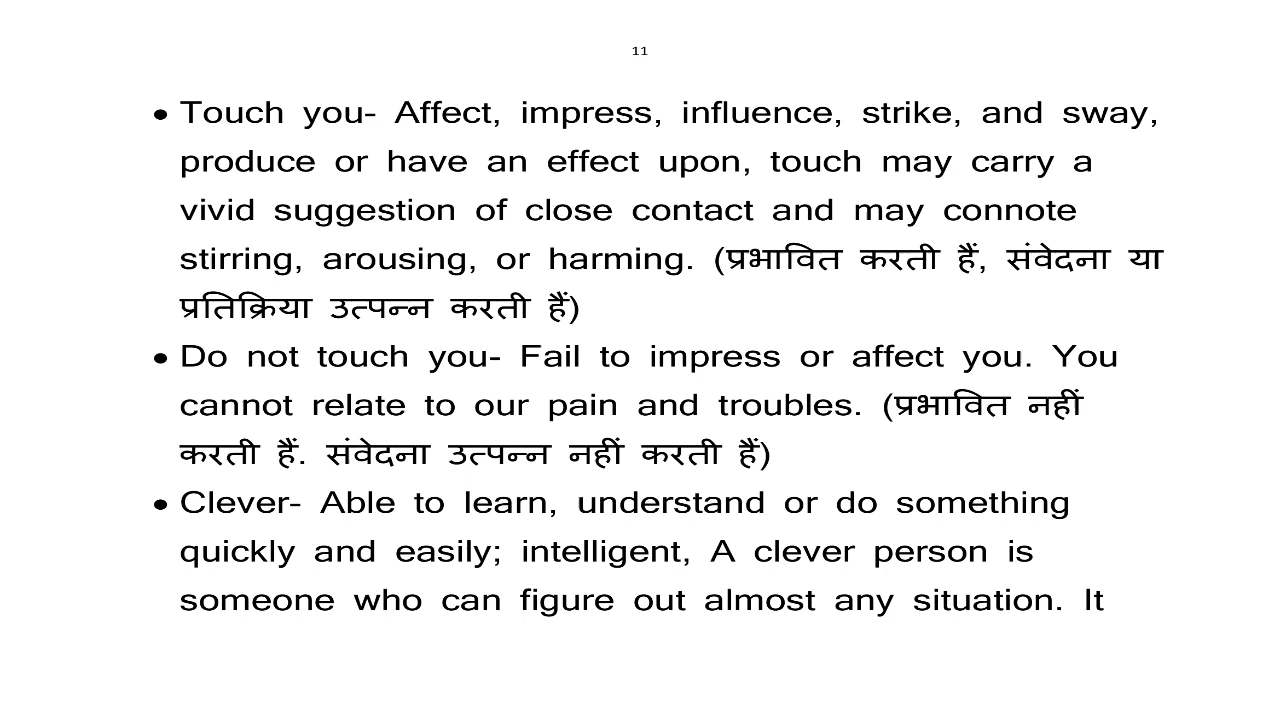 11
• Touch you- Affect, impress, influence, strike, and sway,
produce or have an effect upon, touch may carry a
vivid suggestion of close contact and may connote
stirring, arousing, or harming. (प्रभावित करती हैं, संवेदना या
प्रतिक्रिया उत्पन्न करती हैं)
• Do not touch you- Fail to impress or affect you. You
cannot relate to our pain and troubles. (प्रभावित नहीं
करती हैं. संवेदना उत्पन्न नहीं करती हैं)
• Clever- Able to learn, understand or do something
quickly and easily; intelligent, A clever person is
someone who can figure out almost any situation. It